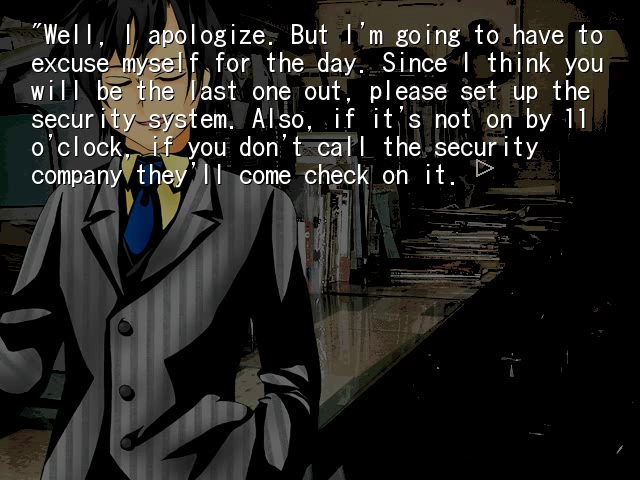 "Well, I apologize. But I'm going to have to
excuse myself for the day. Since I think you
will be the last one out, please set up the
security system. Also, if it's not on by 11
o'clock, if you don't call the security
company they'll come check on it.